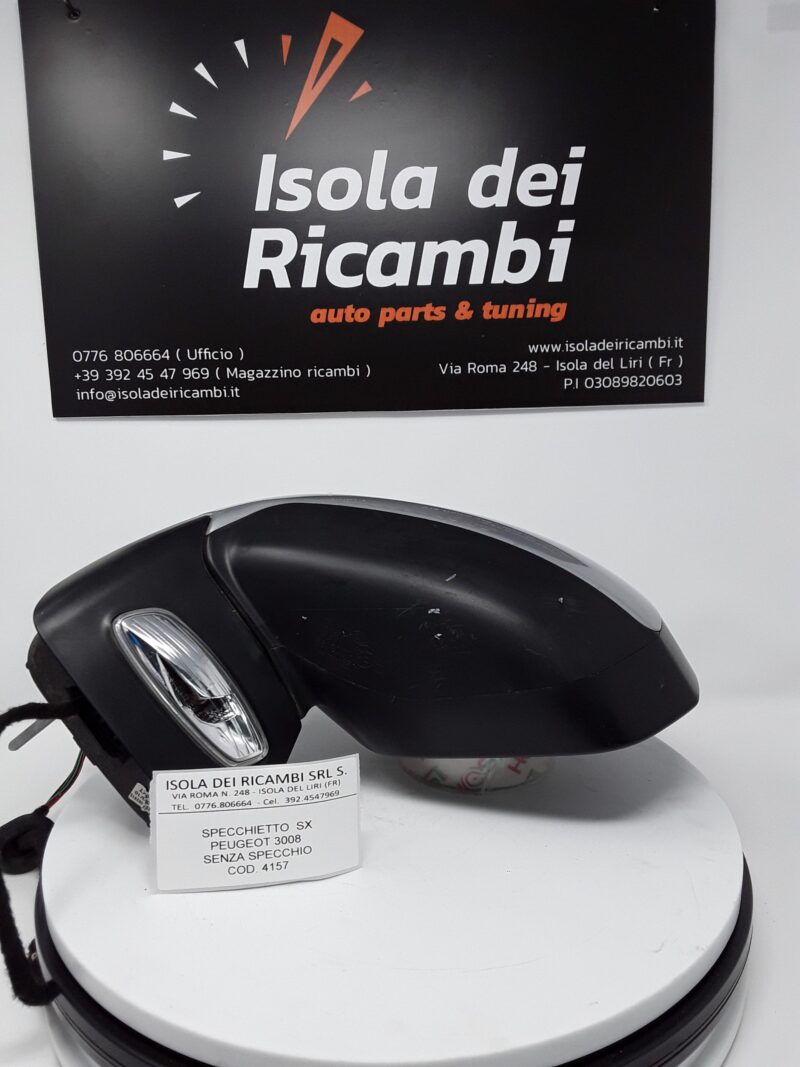 Isola dei
Ricambi
auto parts & tuning
0776 806664 ( Ufficio )
+39 392 45 47 969 ( Magazzino ricambi )
info@isoladeiricambi.it
www.isoladeiricambi.it
Via Roma 248 - Isola del Liri ( Fr )
P.I 03089820603
ISOLA DEI RICAMBI SRL S.
VIA ROMA N. 248 - ISOLA DEL LIRI (FR)
TEL. 0776.806664 - Cel. 392.4547969
SPECCHIETTO SX
PEUGEOT 3008
SENZA SPECCHIO
COD. 4157